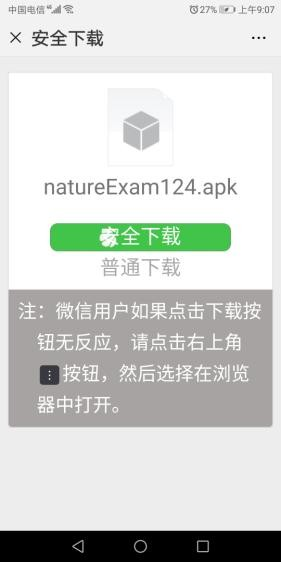 中国电信 4G 27% 上午9:07
安全下载
natureExam124.apk
安全下载
普通下载
注：微信用户如果点击下载按
钮无反应，请点击右上角
按钮，然后选择在浏览
器中打开。